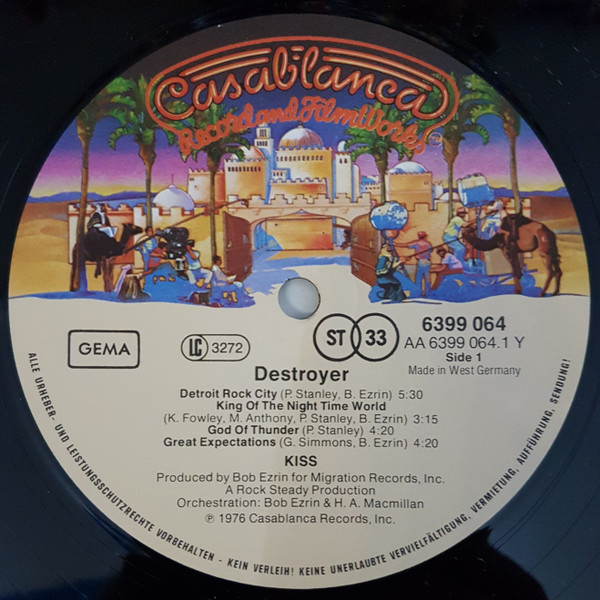 Casablanca
Record and FilmWorks
GEMA
LC 3272
ST 33
6399 064
AA 6399 064.1 Y
Side 1
Made in West Germany
Destroyer
Detroit Rock City (P. Stanley, B. Ezrin) 5:30
King Of The Night Time World
(K. Fowley, M. Anthony, P. Stanley, B. Ezrin) 3:15
God Of Thunder (P. Stanley) 4:20
Great Expectations (G. Simmons, B. Ezrin) 4:20
KISS
Produced by Bob Ezrin for Migration Records, Inc.
A Rock Steady Production
Orchestration: Bob Ezrin & H. A. Macmillan
℗ 1976 Casablanca Records, Inc.
ALLE URHEBER- UND LEISTUNGSSCHUTZRECHTE VORBEHALTEN - KEIN VERLEIH! KEINE UNERLAUBTE VERVIELFÄLTIGUNG, VERMIETUNG, AUFFÜHRUNG, SENDUNG!